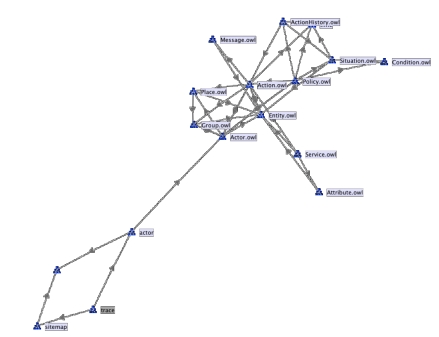 ActionHistory.owl
Message.owl
Situation.owl
Condition.owl
Policy.owl
Action.owl
Place.owl
Entity.owl
Group.owl
Actor.owl
Service.owl
Attribute.owl
actor
trace
sitemap